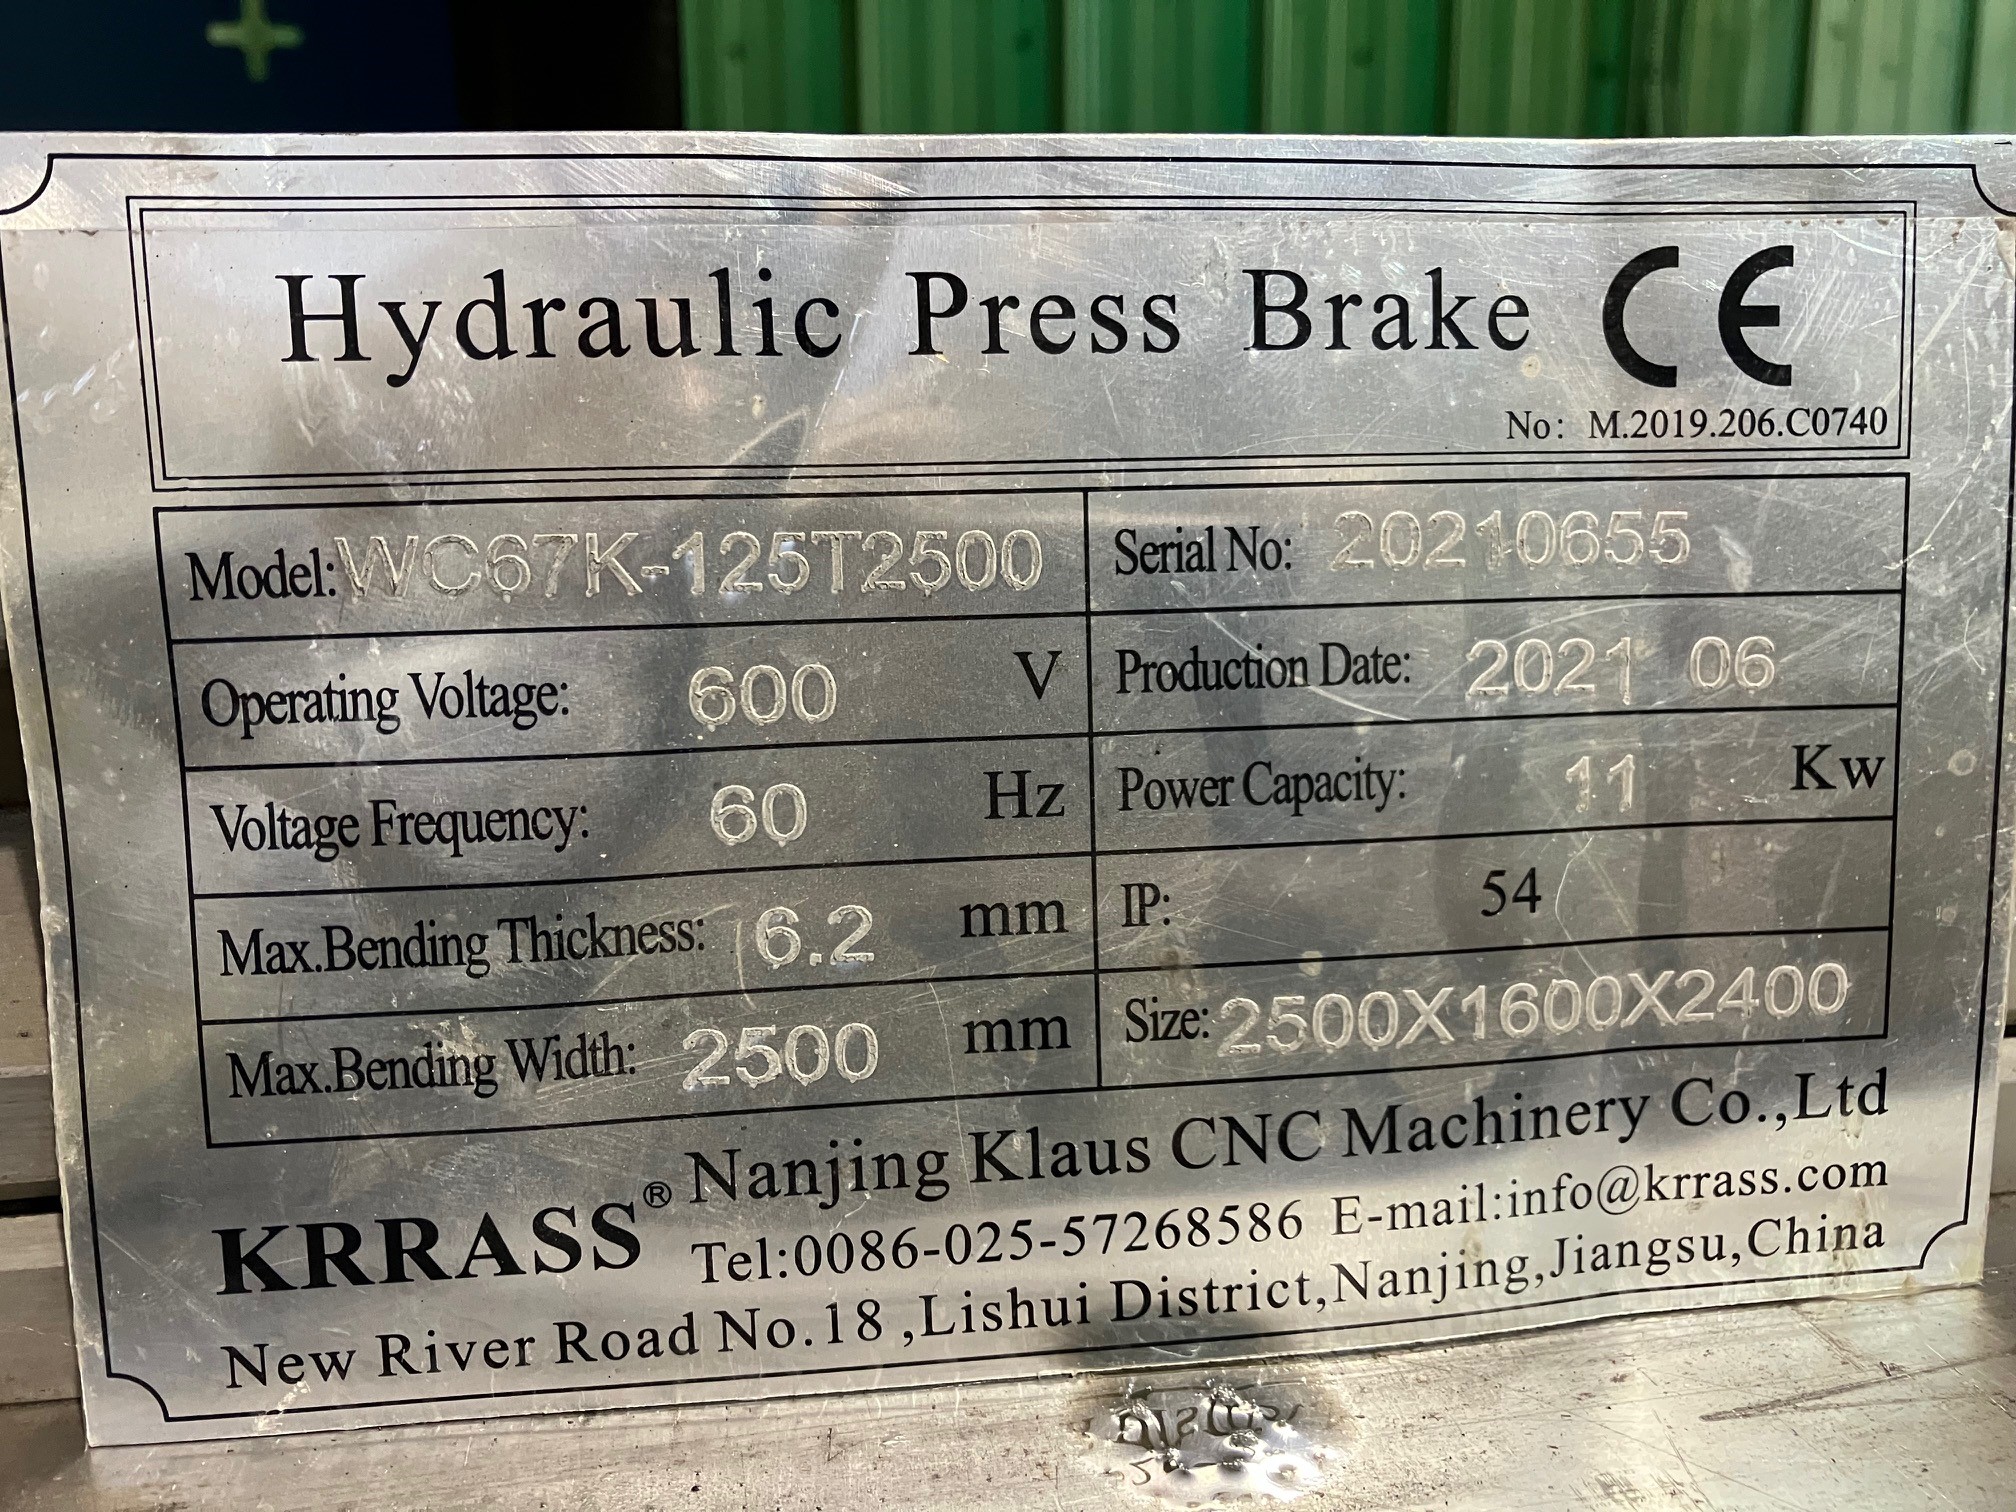 Hydraulic Press Brake CE
No: M.2019.206.C0740
Model: WC67K-125T2500
Serial No: 20210655
Operating Voltage: 600 V
Production Date: 2021 06
Voltage Frequency: 60 Hz
Power Capacity: 11 Kw
Max.Bending Thickness: 6.2 mm
IP: 54
Max.Bending Width: 2500 mm
Size: 2500X1600X2400
KRRASS® Nanjing Klaus CNC Machinery Co.,Ltd
Tel:0086-025-57268586 E-mail:info@krrass.com
New River Road No.18 ,Lishui District,Nanjing,Jiangsu,China